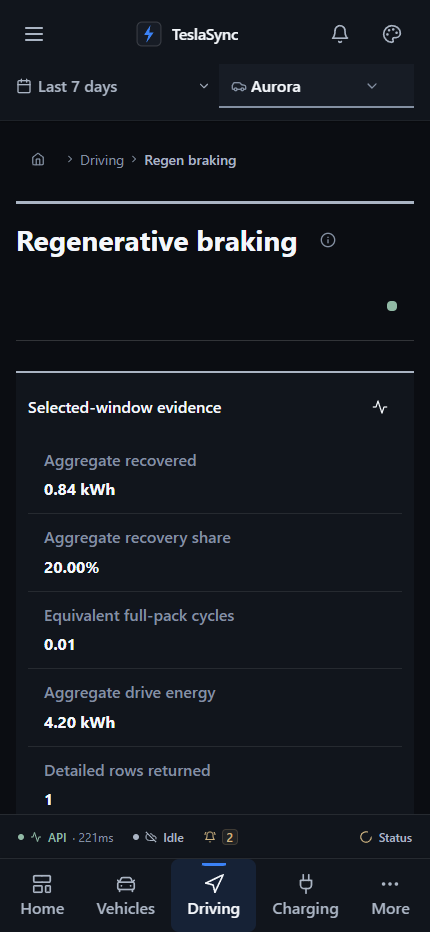 TeslaSync
Last 7 days
Aurora
Driving
Regen braking
Regenerative braking
Selected-window evidence
Aggregate recovered
0.84 kWh
Aggregate recovery share
20.00%
Equivalent full-pack cycles
0.01
Aggregate drive energy
4.20 kWh
Detailed rows returned
1
API · 221ms
Idle
2
Status
Home
Vehicles
Driving
Charging
More